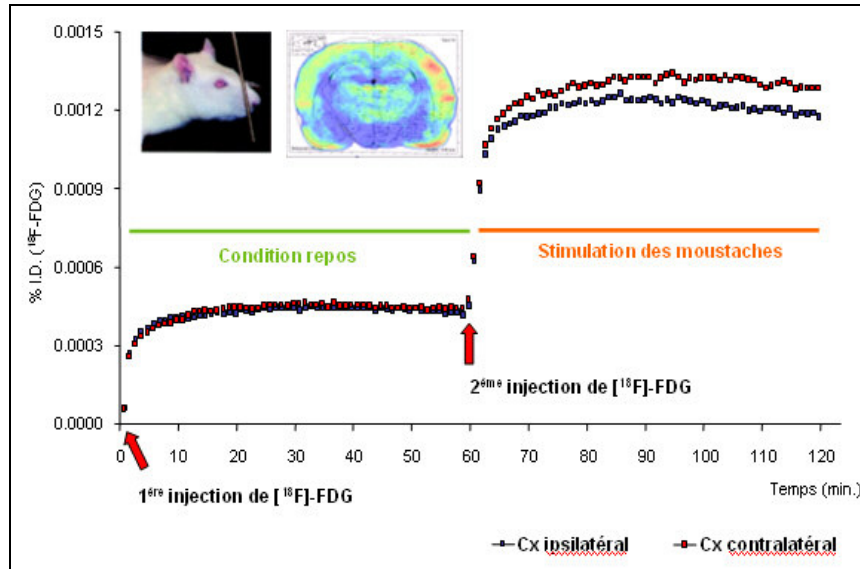 0.0015
0.0012
0.0009
0.0006
0.0003
0.0000
% I.D. (¹⁸F-FDG)
Condition repos
Stimulation des moustaches
2éme injection de [¹⁸F]-FDG
0 10 20 30 40 50 60 70 80 90 100 110 120
1ére injection de [¹⁸F]-FDG
Temps (min.)
Cx ipsilatéral Cx contralatéral